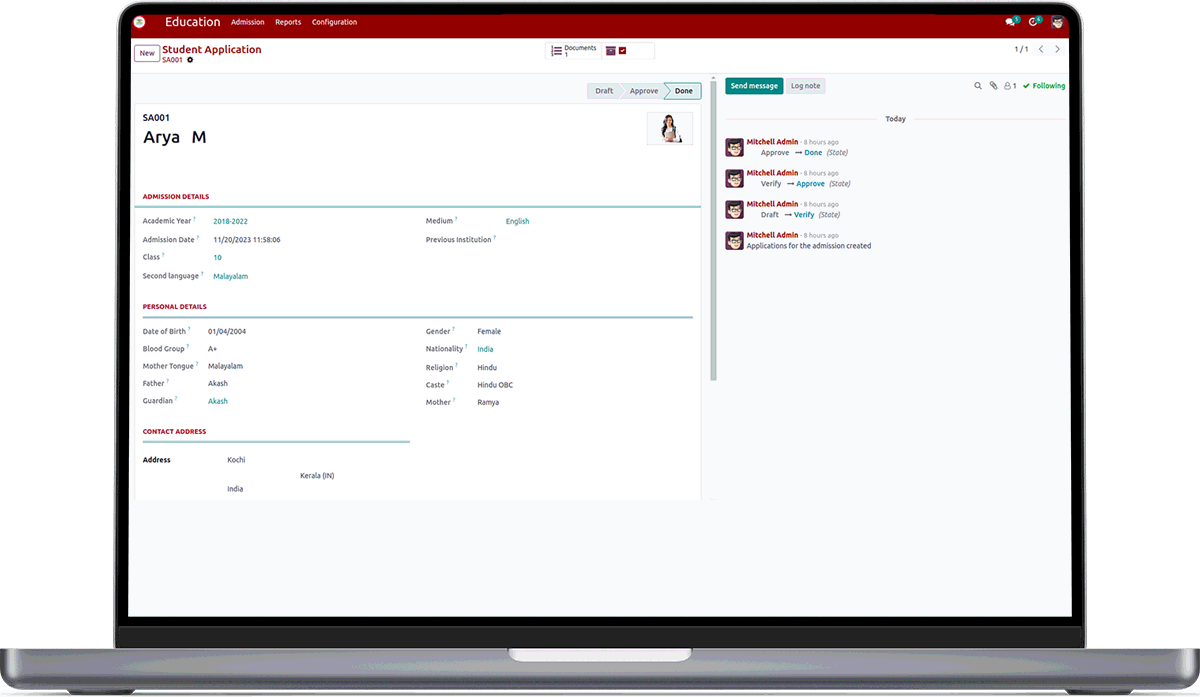 Education Admission Reports Configuration 5 4
New Student Application Documents 1/1
SA001 1
Draft Approve Done
SA001
Arya M
ADMISSION DETAILS
Academic Year ? 2018-2022 Medium ? English
Admission Date ? 11/20/2023 11:58:06 Previous Institution ?
Class ? 10
Second language ? Malayalam
PERSONAL DETAILS
Date of Birth ? 01/04/2004 Gender ? Female
Blood Group ? A+ Nationality ? India
Mother Tongue ? Malayalam Religion ? Hindu
Father ? Akash Caste ? Hindu OBC
Guardian ? Akash Mother ? Ramya
CONTACT ADDRESS
Address Kochi
Kerala (IN)
India
Send message Log note 1 Following
Today
Mitchell Admin - 8 hours ago
Approve → Done (State)
Mitchell Admin - 8 hours ago
Verify → Approve (State)
Mitchell Admin - 8 hours ago
Draft → Verify (State)
Mitchell Admin - 8 hours ago
Applications for the admission created